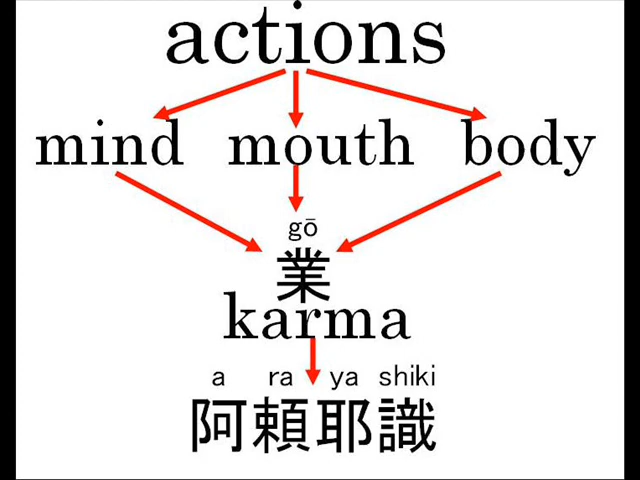 actions
mind mouth body
gō
業
karma
a ra ya shiki
阿頼耶識